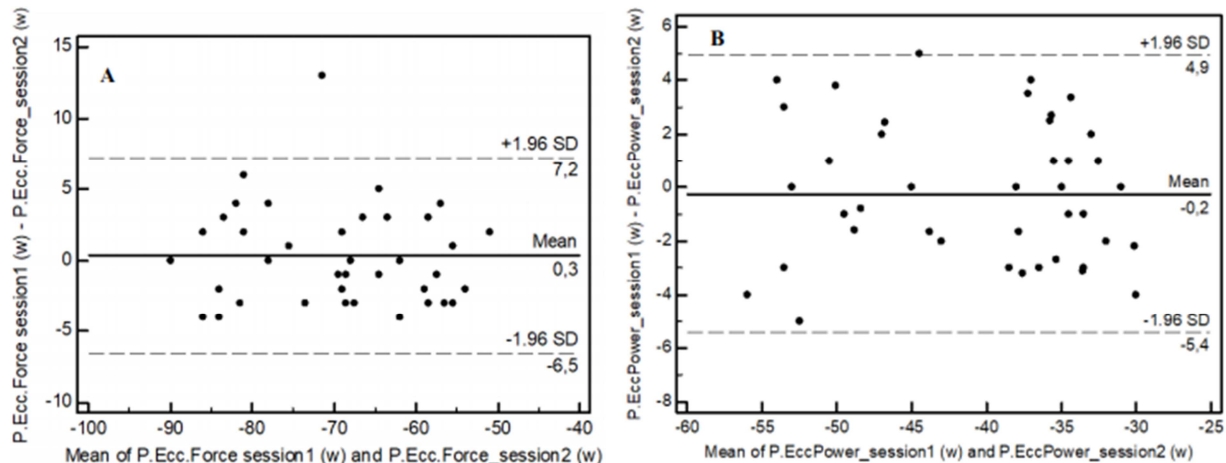 A
P.Ecc.Force session1 (w) - P.Ecc.Force_session2 (w)
15
10
5
0
-5
-10
+1.96 SD
7,2
Mean
0,3
-1.96 SD
-6,5
-100 -90 -80 -70 -60 -50 -40
Mean of P.Ecc.Force session1 (w) and P.Ecc.Force_session2 (w)
B
P.EccPower_session1 (w) - P.EccPower_session2 (w)
6
4
2
0
-2
-4
-6
-8
+1.96 SD
4,9
Mean
-0,2
-1.96 SD
-5,4
-60 -55 -50 -45 -40 -35 -30 -25
Mean of P.EccPower_session1 (w) and P.EccPower_session2 (w)